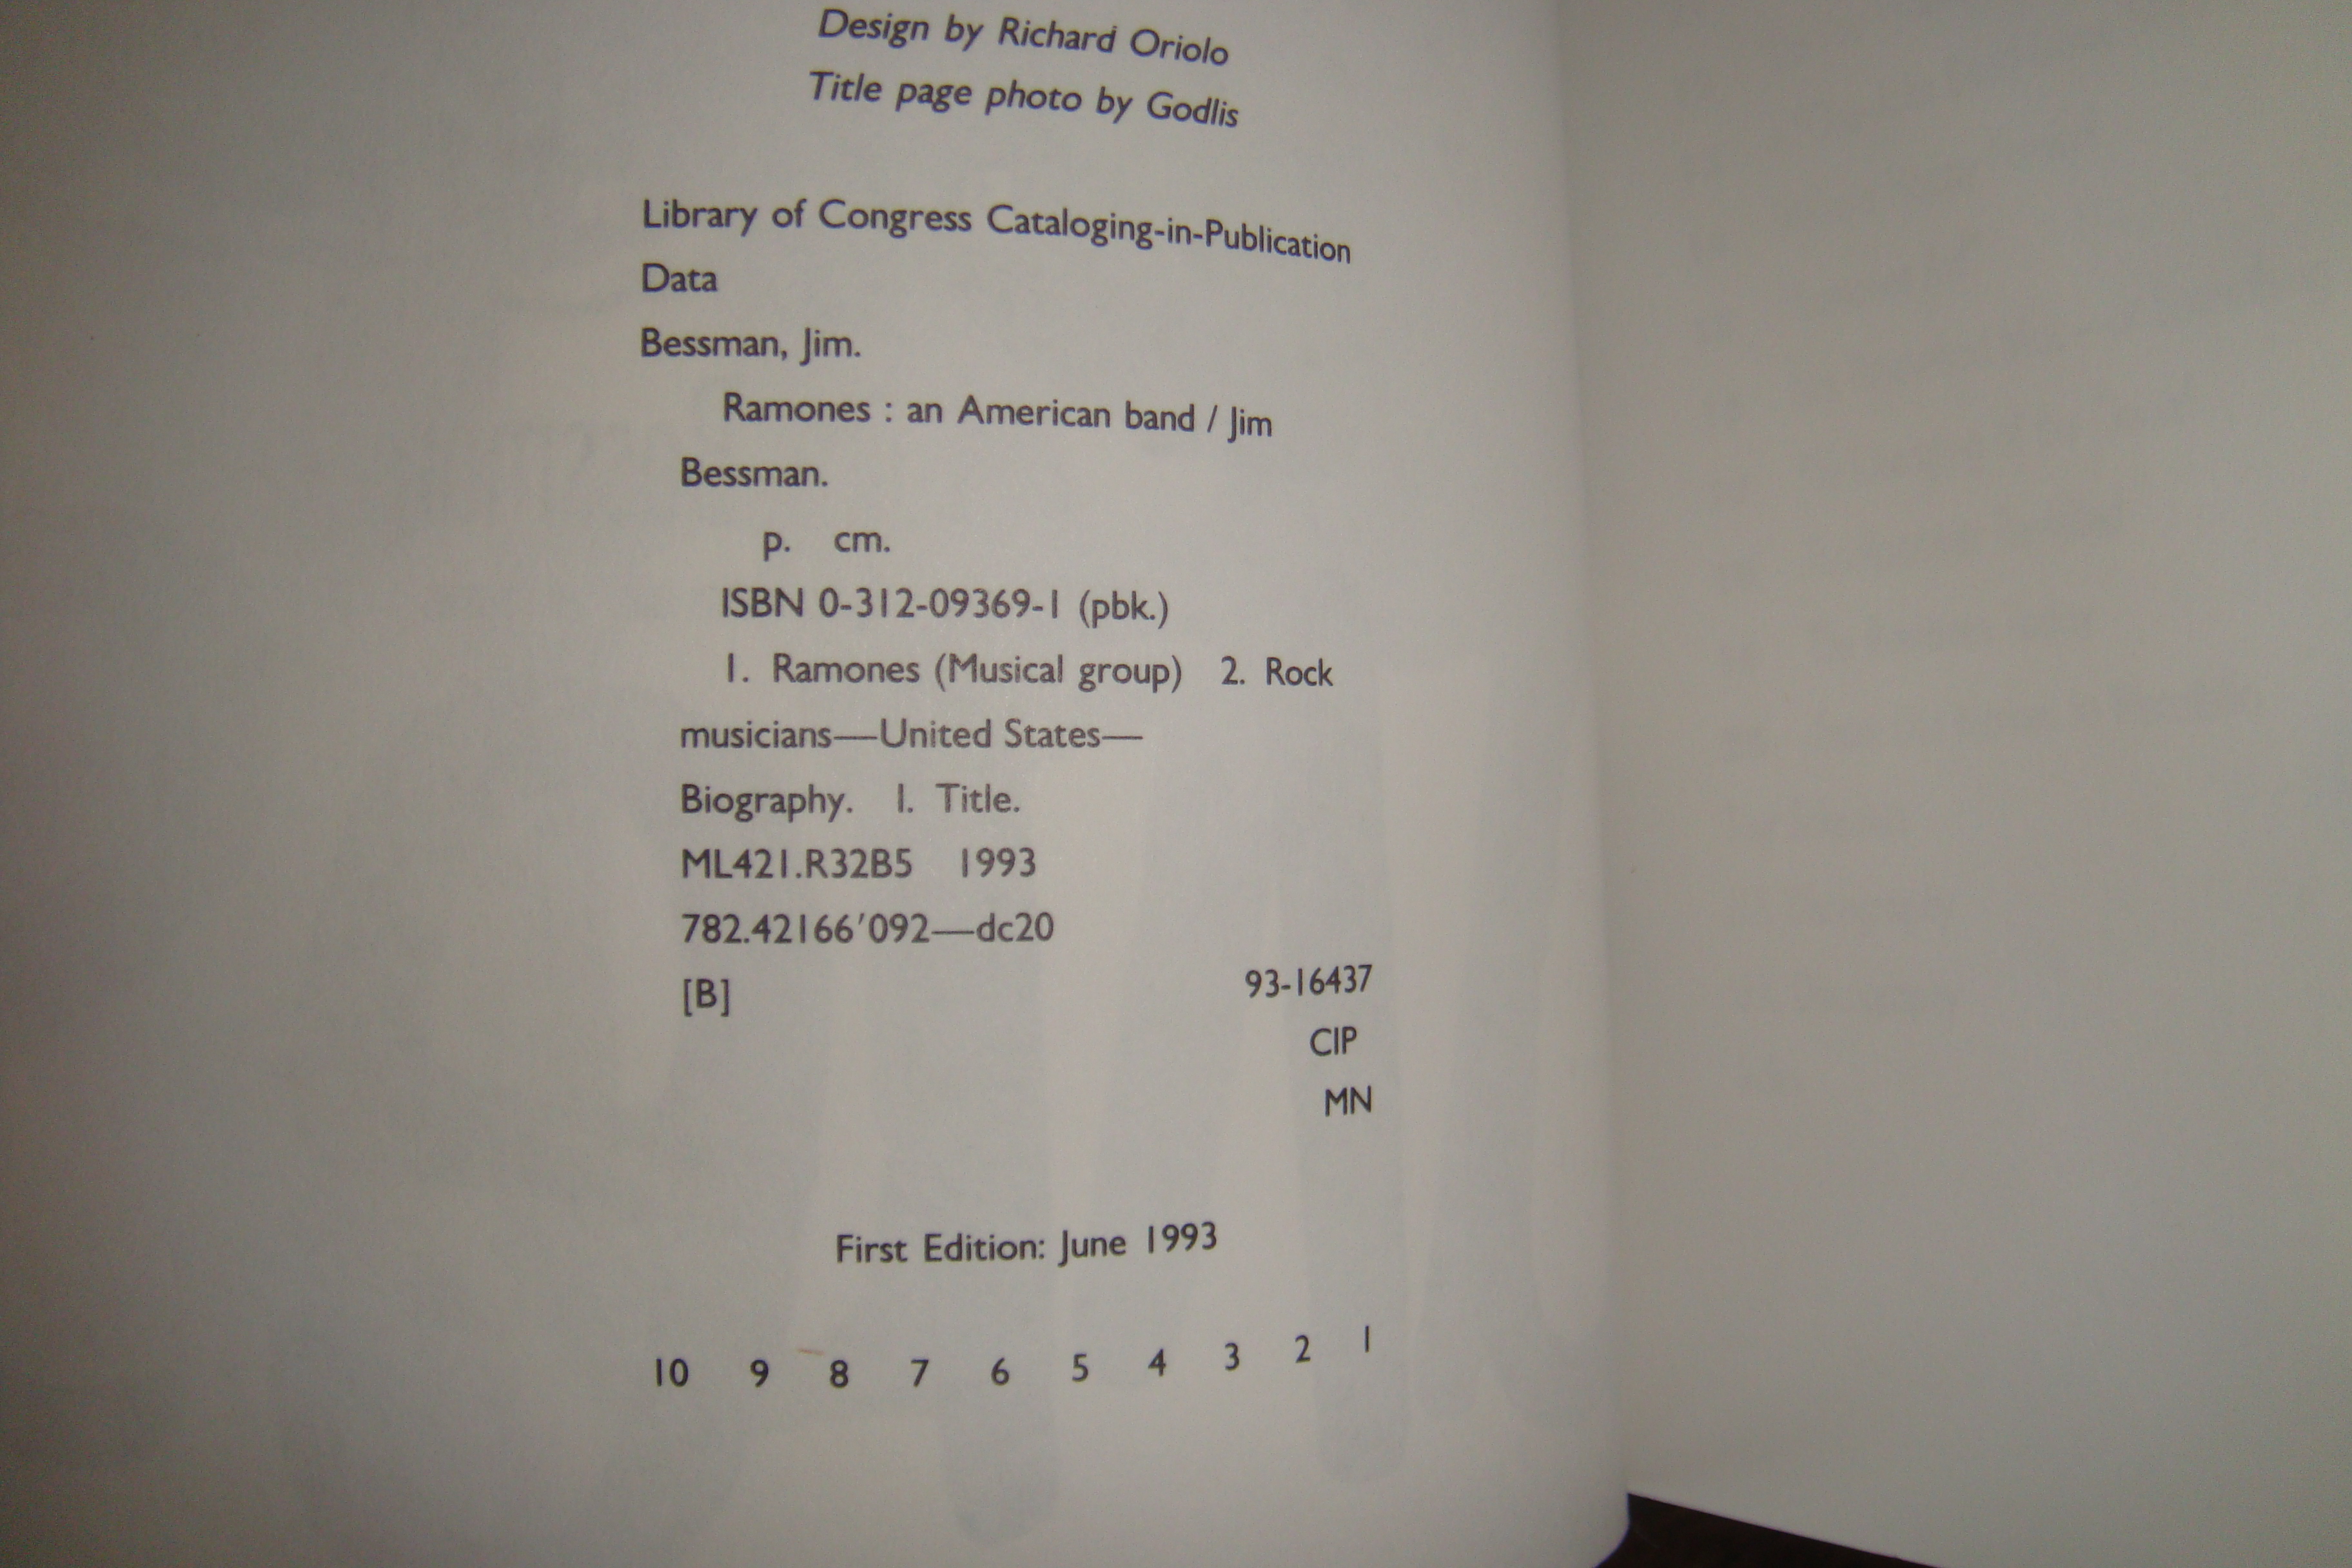 Design by Richard Oriolo
Title page photo by Godlis
Library of Congress Cataloging-in-Publication
Data
Bessman, Jim.
Ramones : an American band / Jim
Bessman.
p. cm.
ISBN 0-312-09369-1 (pbk.)
1. Ramones (Musical group) 2. Rock
musicians—United States—
Biography. I. Title.
ML421.R32B5 1993
782.42166′092—dc20
[B] 93-16437
CIP
MN
First Edition: June 1993
10 9 8 7 6 5 4 3 2 1